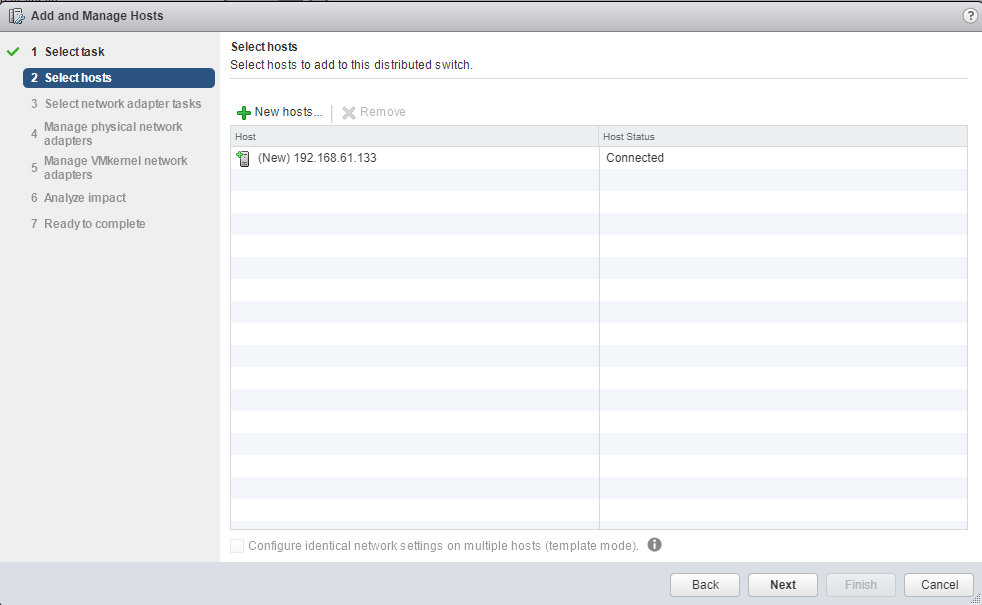 Add and Manage Hosts
?
1 Select task
2 Select hosts
3 Select network adapter tasks
4 Manage physical network
adapters
5 Manage VMkernel network
adapters
6 Analyze impact
7 Ready to complete
Select hosts
Select hosts to add to this distributed switch.
New hosts... Remove
Host Host Status
(New) 192.168.61.133 Connected
Configure identical network settings on multiple hosts (template mode).
Back Next Finish Cancel